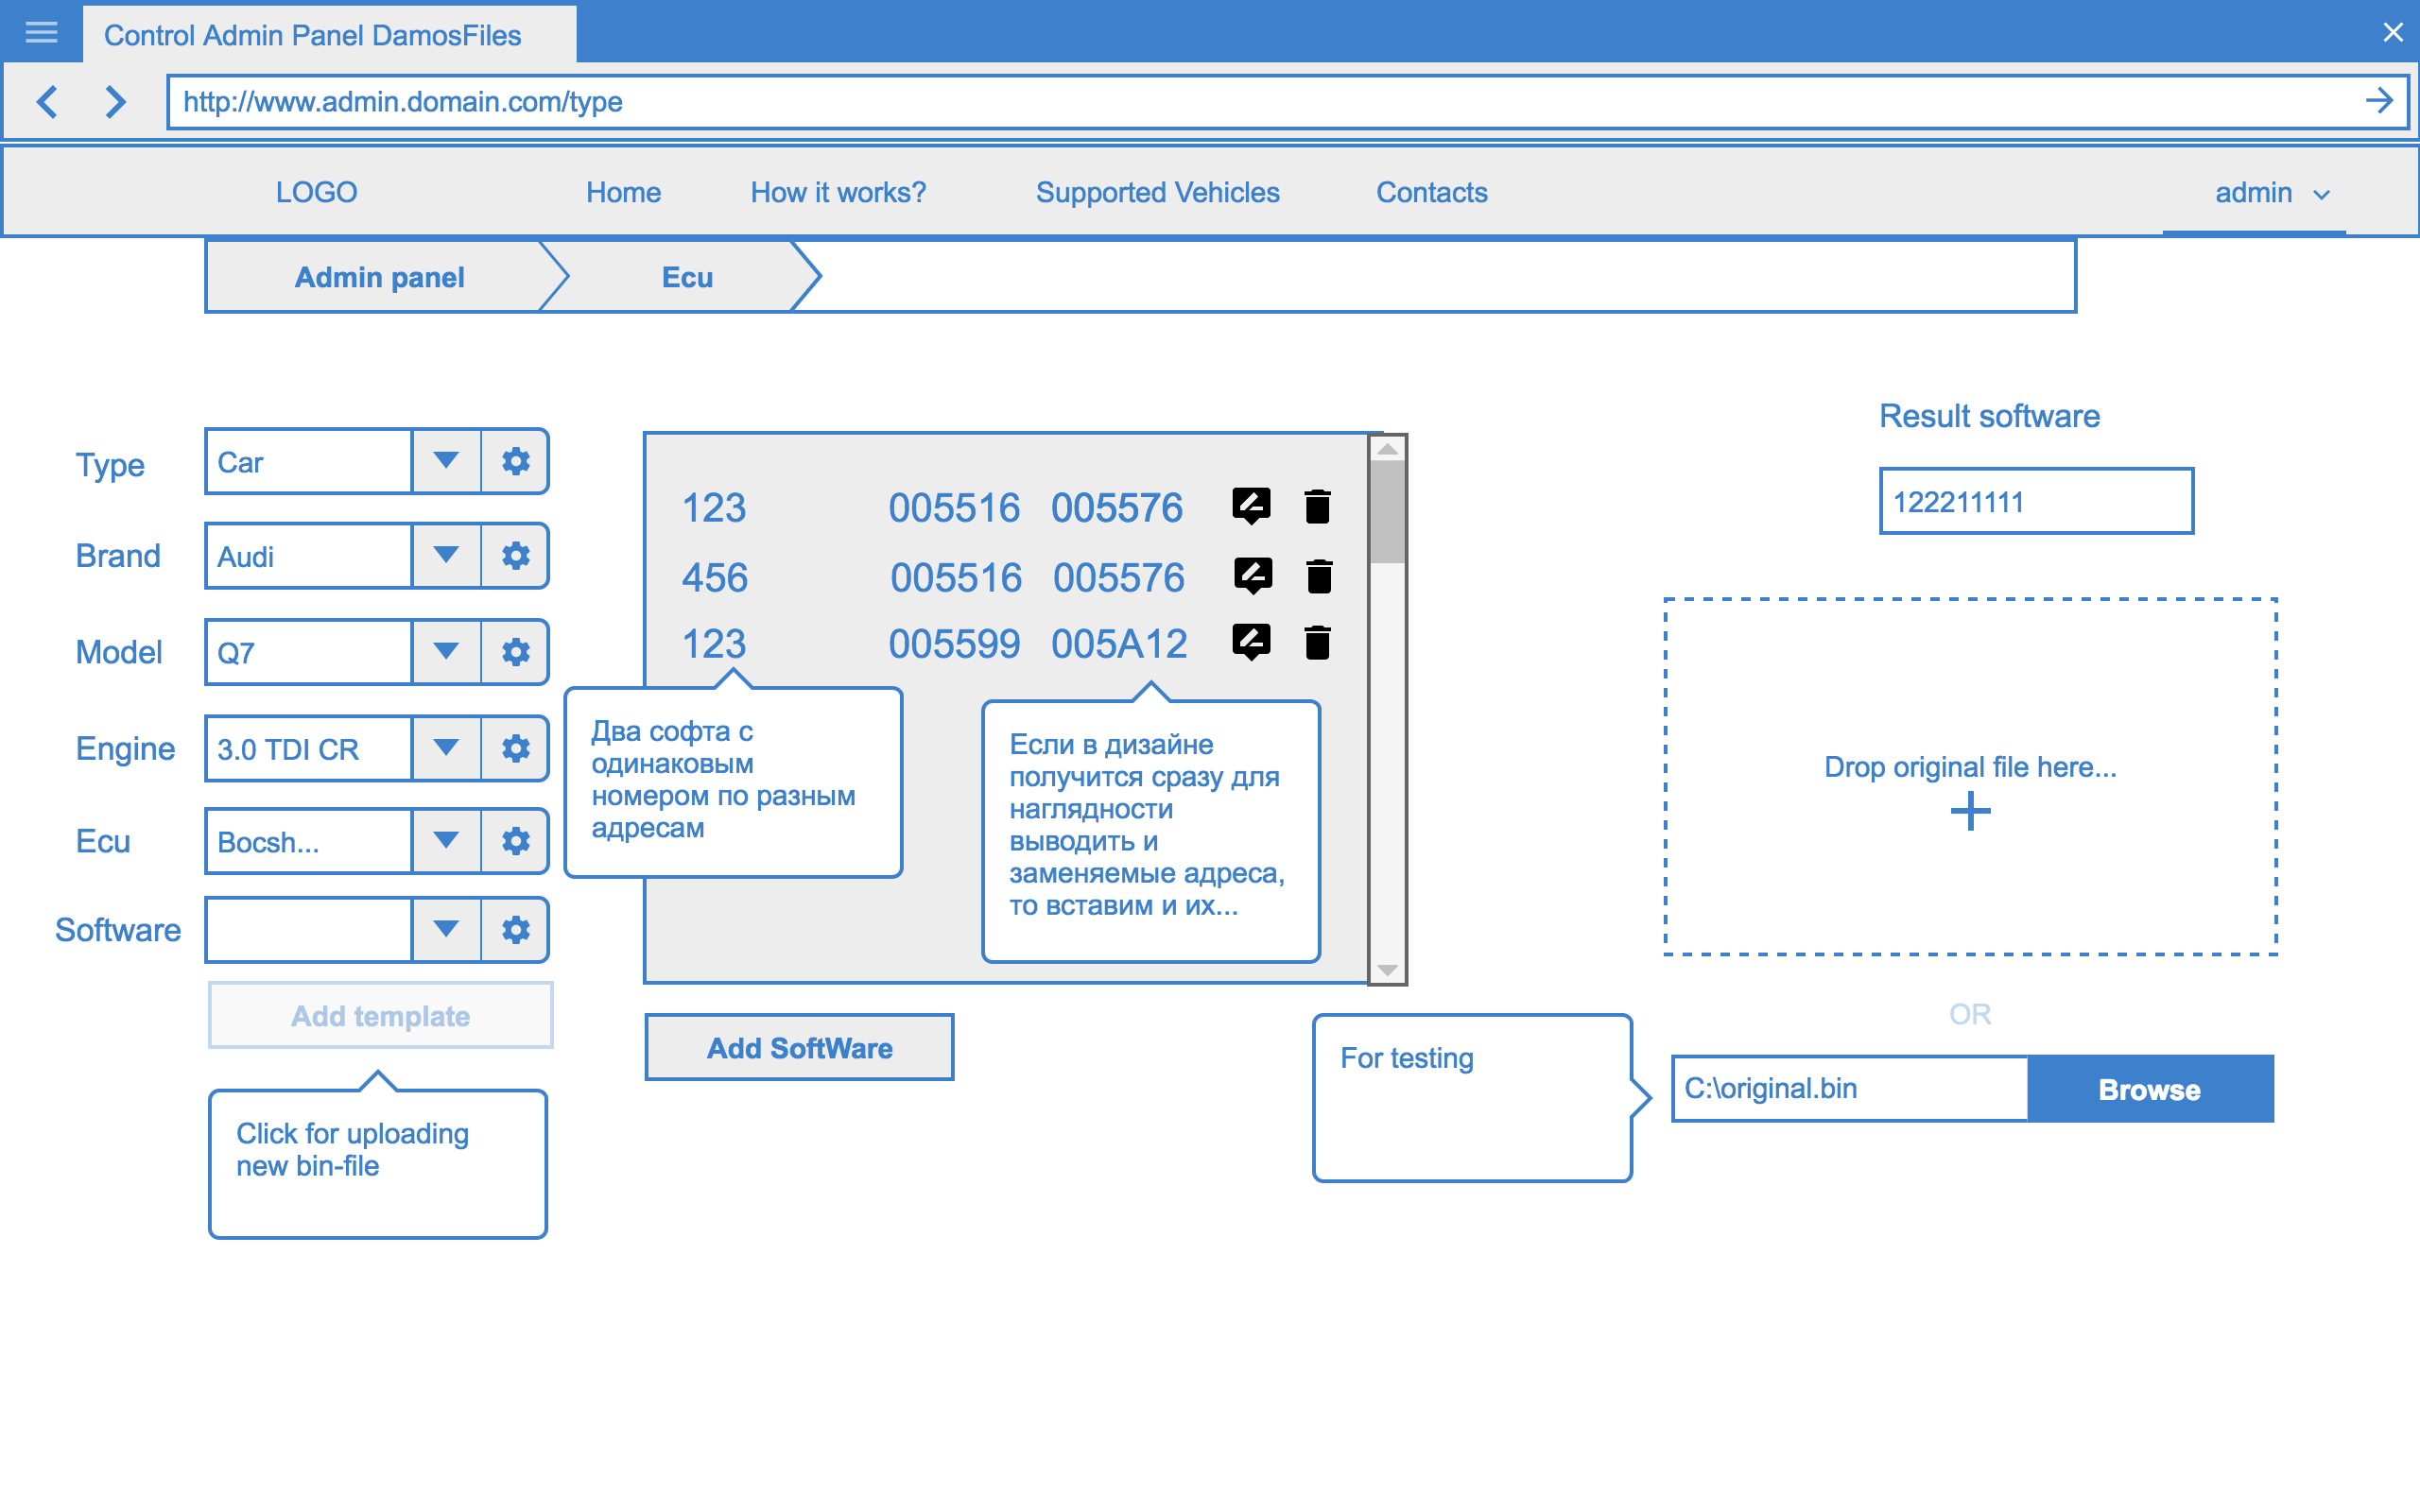 Control Admin Panel DamosFiles
http://www.admin.domain.com/type
LOGO
Home
How it works?
Supported Vehicles
Contacts
admin
Admin panel
Ecu
Type
Car
Brand
Audi
Model
Q7
Engine
3.0 TDI CR
Ecu
Bocsh...
Software
Add template
Click for uploading
new bin-file
123 005516 005576
456 005516 005576
123 005599 005A12
Два софта с
одинаковым
номером по разным
адресам
Если в дизайне
получится сразу для
наглядности
выводить и
заменяемые адреса,
то вставим и их...
Add SoftWare
Result software
122211111
Drop original file here...
OR
For testing
C:\original.bin
Browse